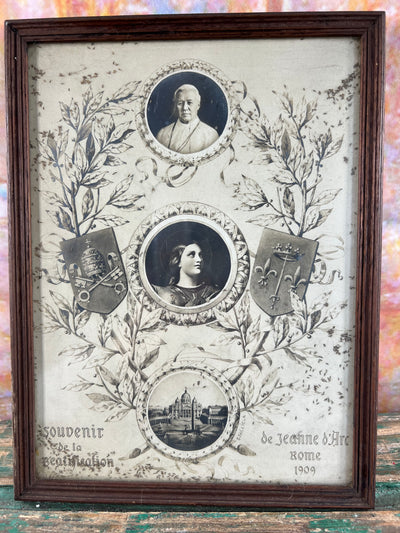 Souvenir
de la
Béatification
de Jeanne d'Arc
Rome
1909